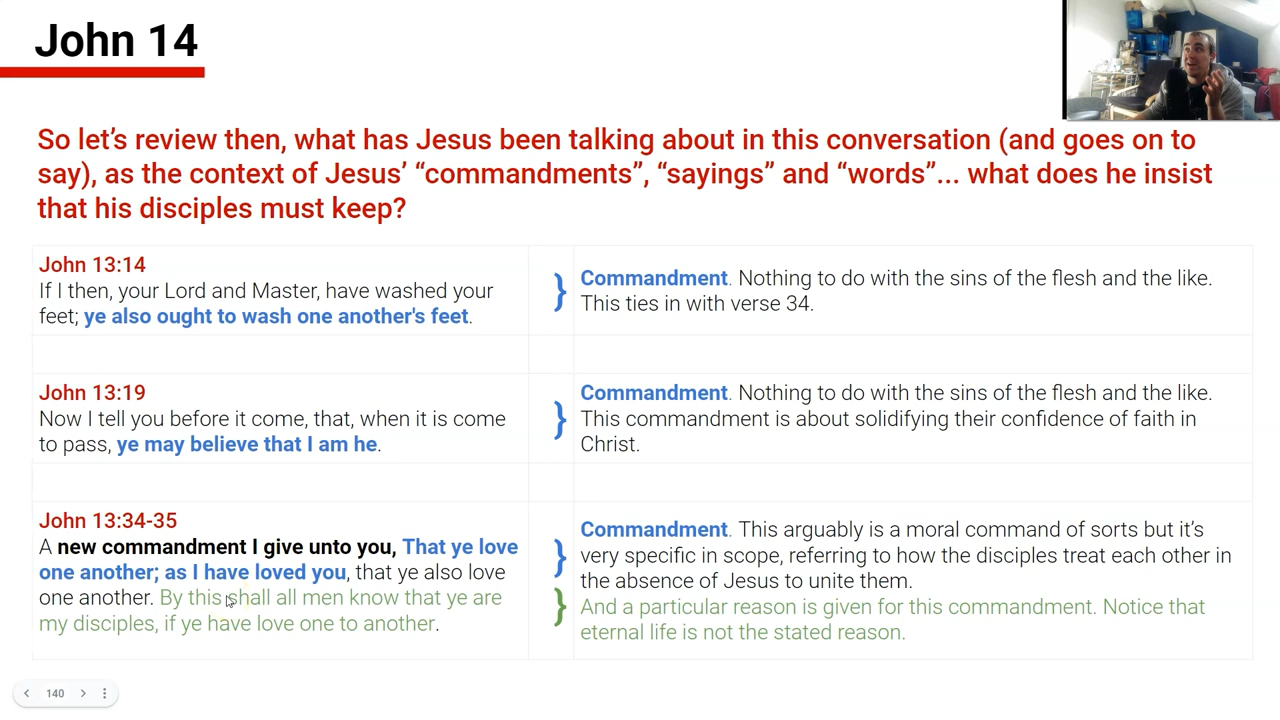 John 14
So let’s review then, what has Jesus been talking about in this conversation (and goes on to
say), as the context of Jesus’ “commandments”, “sayings” and “words”... what does he insist
that his disciples must keep?
John 13:14
If I then, your Lord and Master, have washed your
feet; ye also ought to wash one another's feet.
}
Commandment. Nothing to do with the sins of the flesh and the like.
This ties in with verse 34.
John 13:19
Now I tell you before it come, that, when it is come
to pass, ye may believe that I am he.
}
Commandment. Nothing to do with the sins of the flesh and the like.
This commandment is about solidifying their confidence of faith in
Christ.
John 13:34-35
A new commandment I give unto you, That ye love
one another; as I have loved you, that ye also love
one another. By this shall all men know that ye are
my disciples, if ye have love one to another.
}
}
Commandment. This arguably is a moral command of sorts but it’s
very specific in scope, referring to how the disciples treat each other in
the absence of Jesus to unite them.
And a particular reason is given for this commandment. Notice that
eternal life is not the stated reason.
140